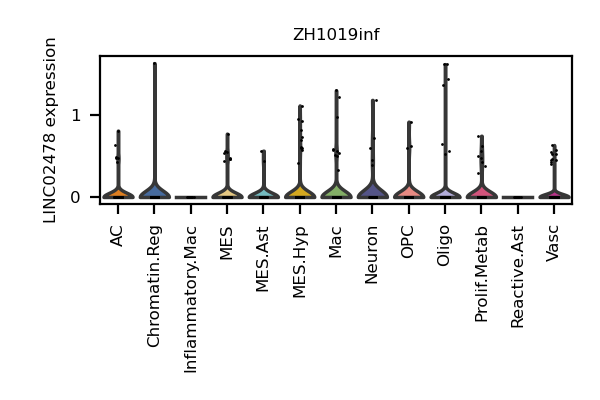 ZH1019inf
LINC02478 expression
1
0
AC
Chromatin.Reg
Inflammatory.Mac
MES
MES.Ast
MES.Hyp
Mac
Neuron
OPC
Oligo
Prolif.Metab
Reactive.Ast
Vasc